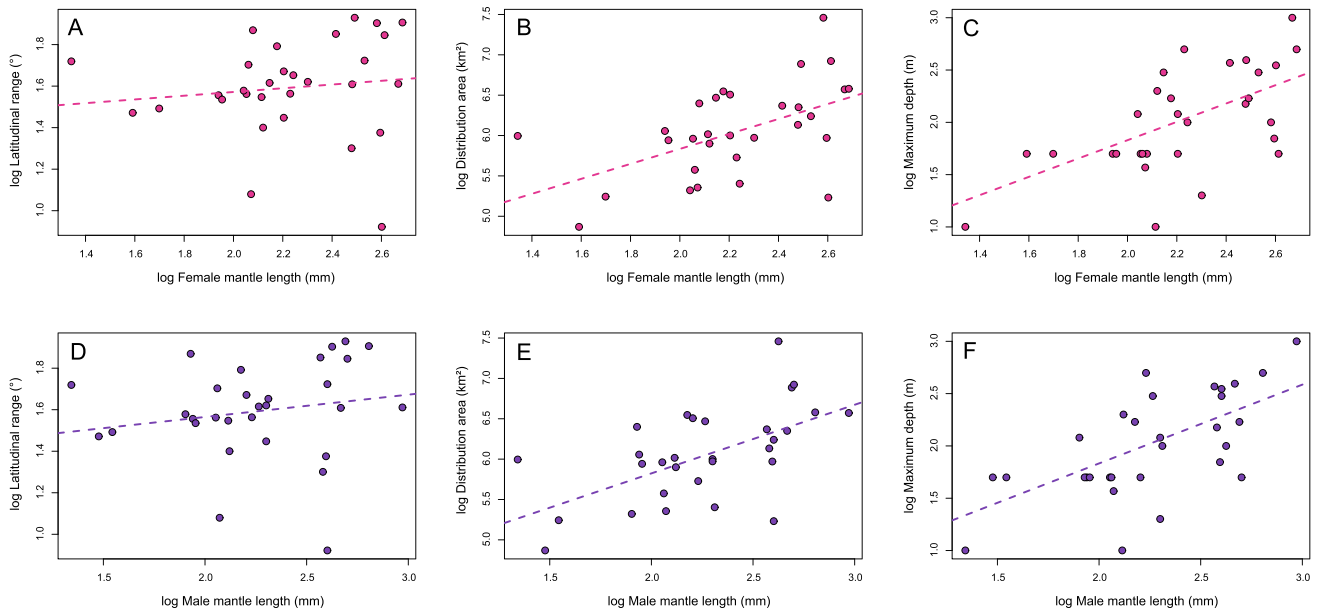 A
log Latitudinal range (°)
1.0 1.2 1.4 1.6 1.8
1.4 1.6 1.8 2.0 2.2 2.4 2.6
log Female mantle length (mm)
B
log Distribution area (km²)
5.0 5.5 6.0 6.5 7.0 7.5
1.4 1.6 1.8 2.0 2.2 2.4 2.6
log Female mantle length (mm)
C
log Maximum depth (m)
1.0 1.5 2.0 2.5 3.0
1.4 1.6 1.8 2.0 2.2 2.4 2.6
log Female mantle length (mm)
D
log Latitudinal range (°)
1.0 1.2 1.4 1.6 1.8
1.5 2.0 2.5 3.0
log Male mantle length (mm)
E
log Distribution area (km²)
5.0 5.5 6.0 6.5 7.0 7.5
1.5 2.0 2.5 3.0
log Male mantle length (mm)
F
log Maximum depth (m)
1.0 1.5 2.0 2.5 3.0
1.5 2.0 2.5 3.0
log Male mantle length (mm)